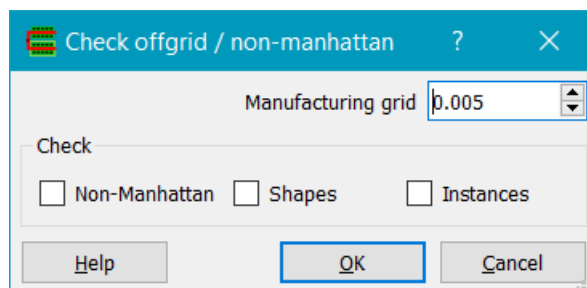 Check offgrid / non-manhattan ?
Manufacturing grid 0.005
Check
Non-Manhattan Shapes Instances
Help OK Cancel